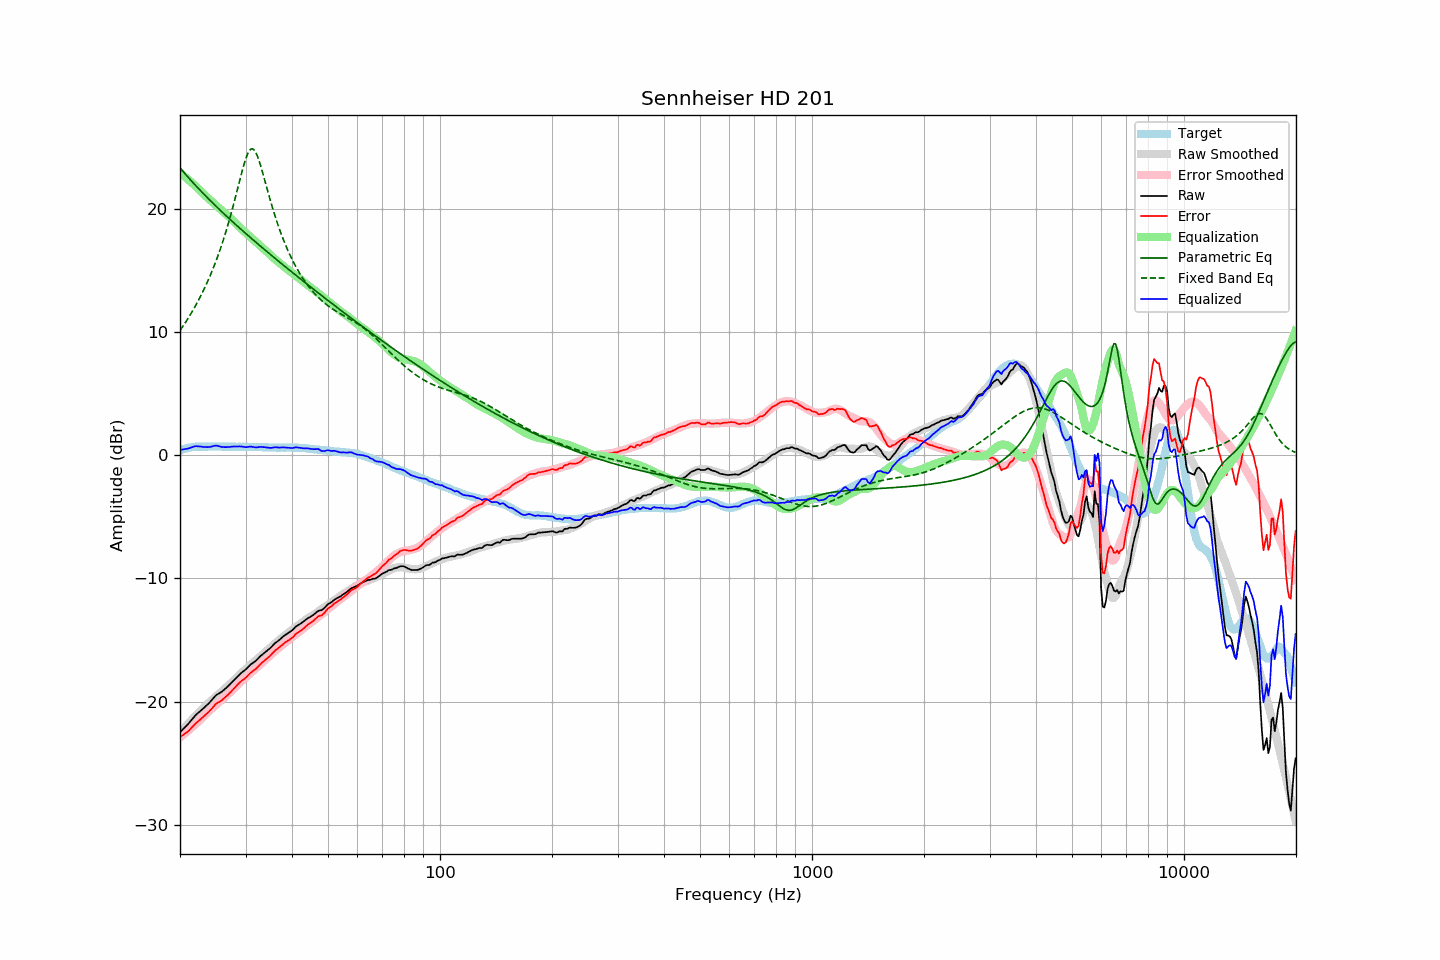 Sennheiser HD 201
Target
Raw Smoothed
Error Smoothed
Raw
Error
Equalization
Parametric Eq
Fixed Band Eq
Equalized
20
10
0
−10
−20
−30
Amplitude (dBr)
100
1000
10000
Frequency (Hz)